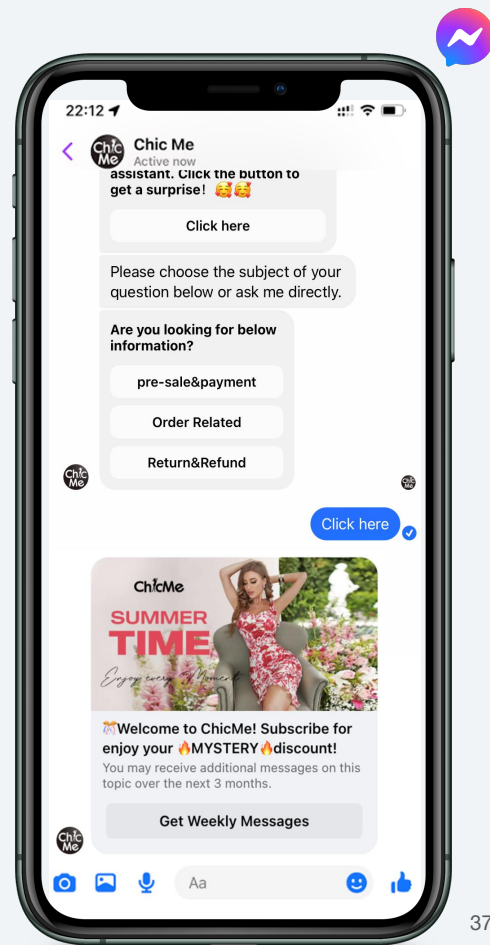 22:12
Chic Me
Active now
assistant. Click the button to
get a surprise! 🥰🥰
Click here
Please choose the subject of your
question below or ask me directly.
Are you looking for below
information?
pre-sale&payment
Order Related
Return&Refund
Chic
Me
Chic
Me
Click here
ChicMe
SUMMER
TIME
Enjoy every Moment
🎊Welcome to ChicMe! Subscribe for
enjoy your 🔥MYSTERY🔥discount!
You may receive additional messages on this
topic over the next 3 months.
Get Weekly Messages
Chic
Me
Aa
37